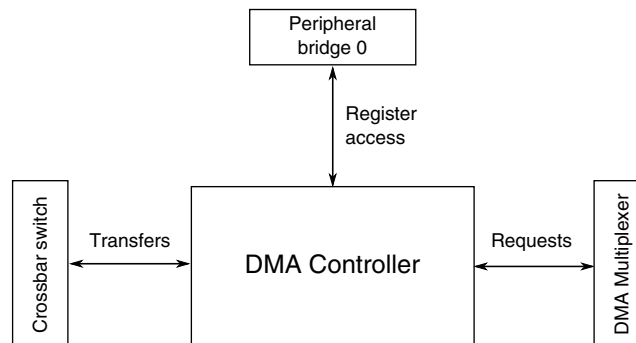 Peripheral
bridge 0
Register
access
Crossbar switch
Transfers
DMA Controller
Requests
DMA Multiplexer